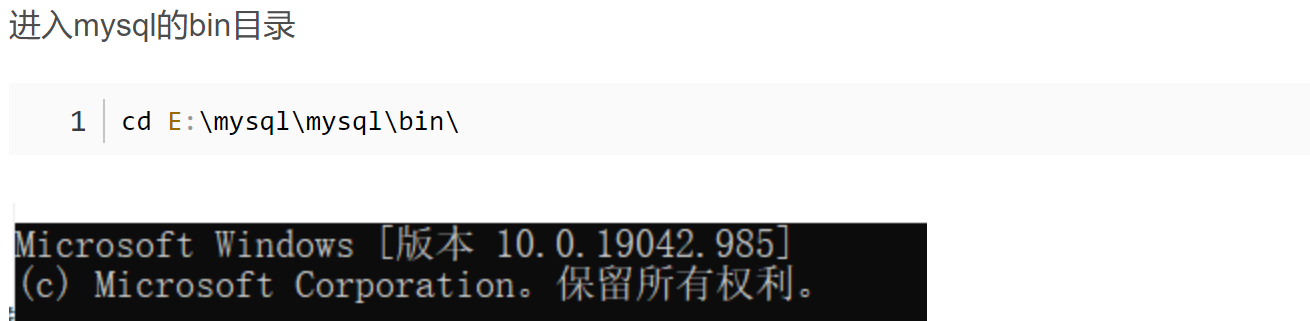 进入mysql的bin目录
1 cd E:\mysql\mysql\bin\
Microsoft Windows [版本 10.0.19042.985]
(c) Microsoft Corporation。保留所有权利。